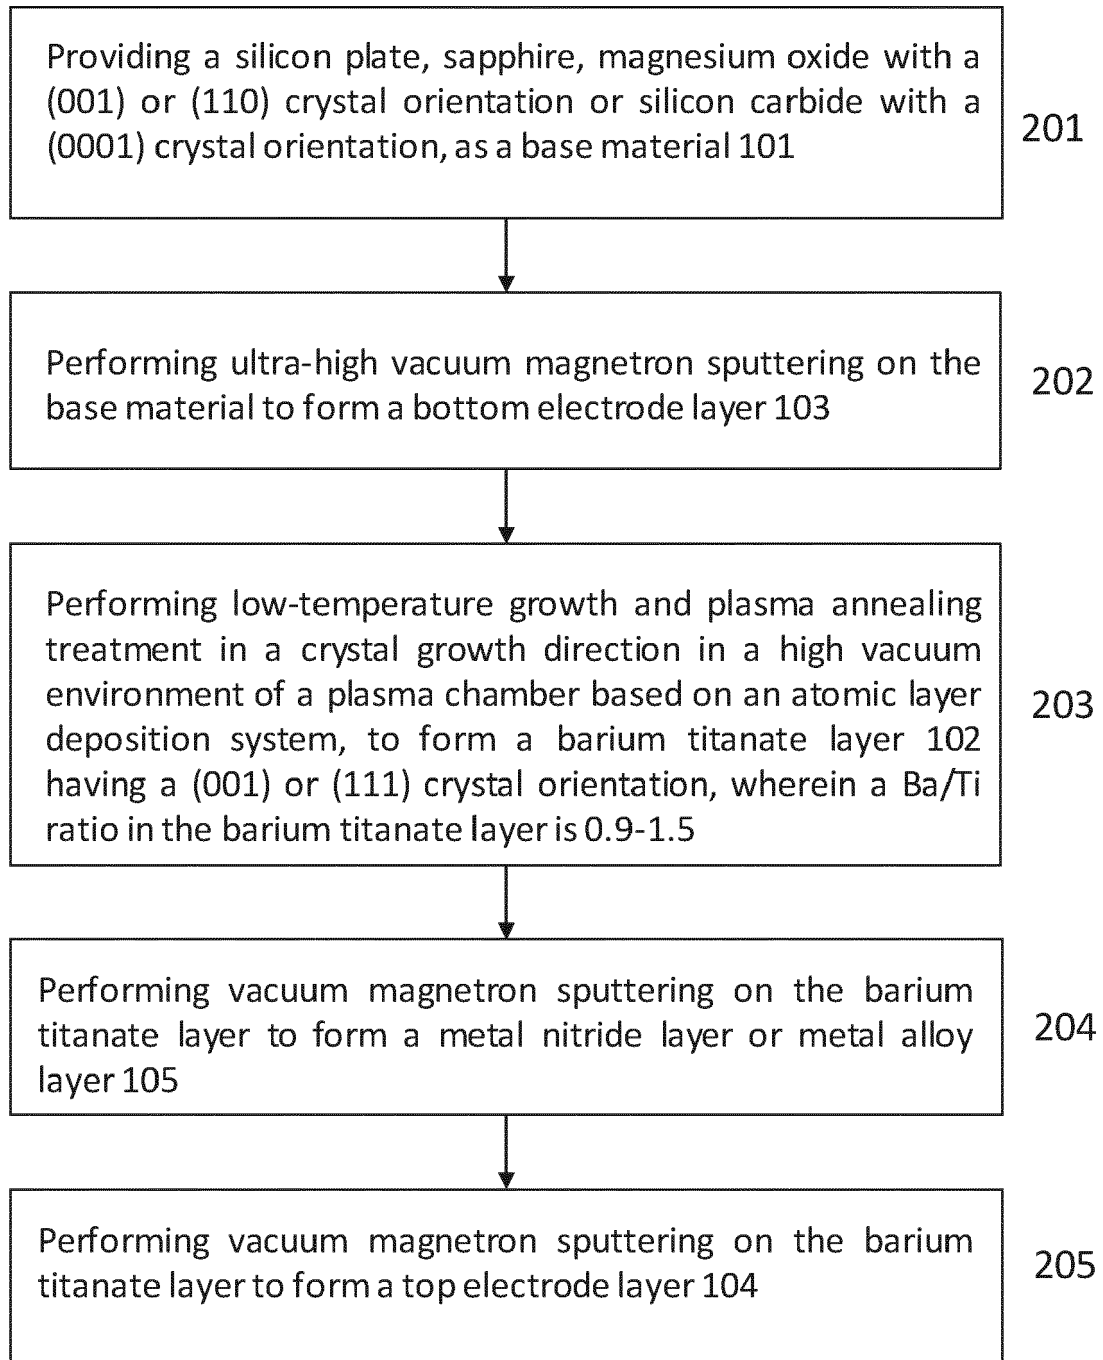 Providing a silicon plate, sapphire, magnesium oxide with a
(001) or (110) crystal orientation or silicon carbide with a
(0001) crystal orientation, as a base material 101
201
Performing ultra-high vacuum magnetron sputtering on the
base material to form a bottom electrode layer 103
202
Performing low-temperature growth and plasma annealing
treatment in a crystal growth direction in a high vacuum
environment of a plasma chamber based on an atomic layer
deposition system, to form a barium titanate layer 102
having a (001) or (111) crystal orientation, wherein a Ba/Ti
ratio in the barium titanate layer is 0.9-1.5
203
Performing vacuum magnetron sputtering on the barium
titanate layer to form a metal nitride layer or metal alloy
layer 105
204
Performing vacuum magnetron sputtering on the barium
titanate layer to form a top electrode layer 104
205